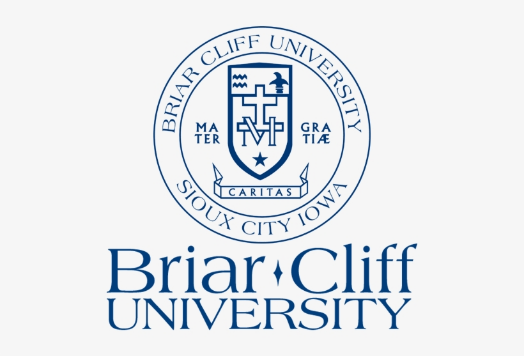 BRIAR CLIFF UNIVERSITY
MA GRA
TER TIÆ
M
CARITAS
SIOUX CITY IOWA
Briar Cliff
UNIVERSITY